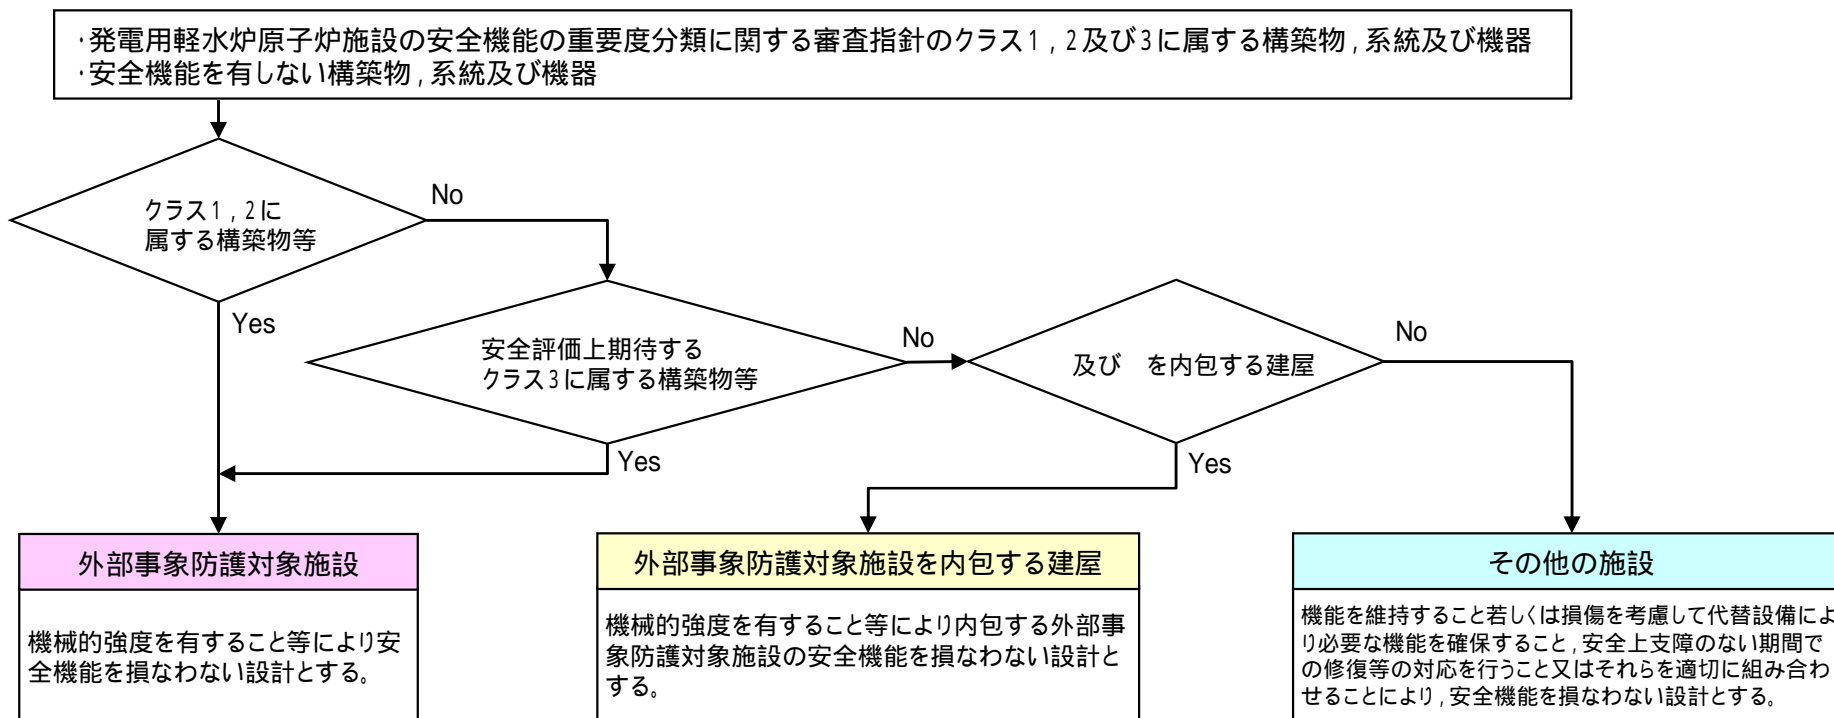 ・発電用軽水炉原子炉施設の安全機能の重要度分類に関する審査指針のクラス1，2及び3に属する構築物，系統及び機器
・安全機能を有しない構築物，系統及び機器
クラス1，2に
属する構築物等
No
Yes
安全評価上期待する
クラス3に属する構築物等
No
Yes
及び　を内包する建屋
No
Yes
外部事象防護対象施設
機械的強度を有すること等により安
全機能を損なわない設計とする。
外部事象防護対象施設を内包する建屋
機械的強度を有すること等により内包する外部事
象防護対象施設の安全機能を損なわない設計と
する。
その他の施設
機能を維持すること若しくは損傷を考慮して代替設備によ
り必要な機能を確保すること，安全上支障のない期間で
の修復等の対応を行うこと又はそれらを適切に組み合わ
せることにより，安全機能を損なわない設計とする。